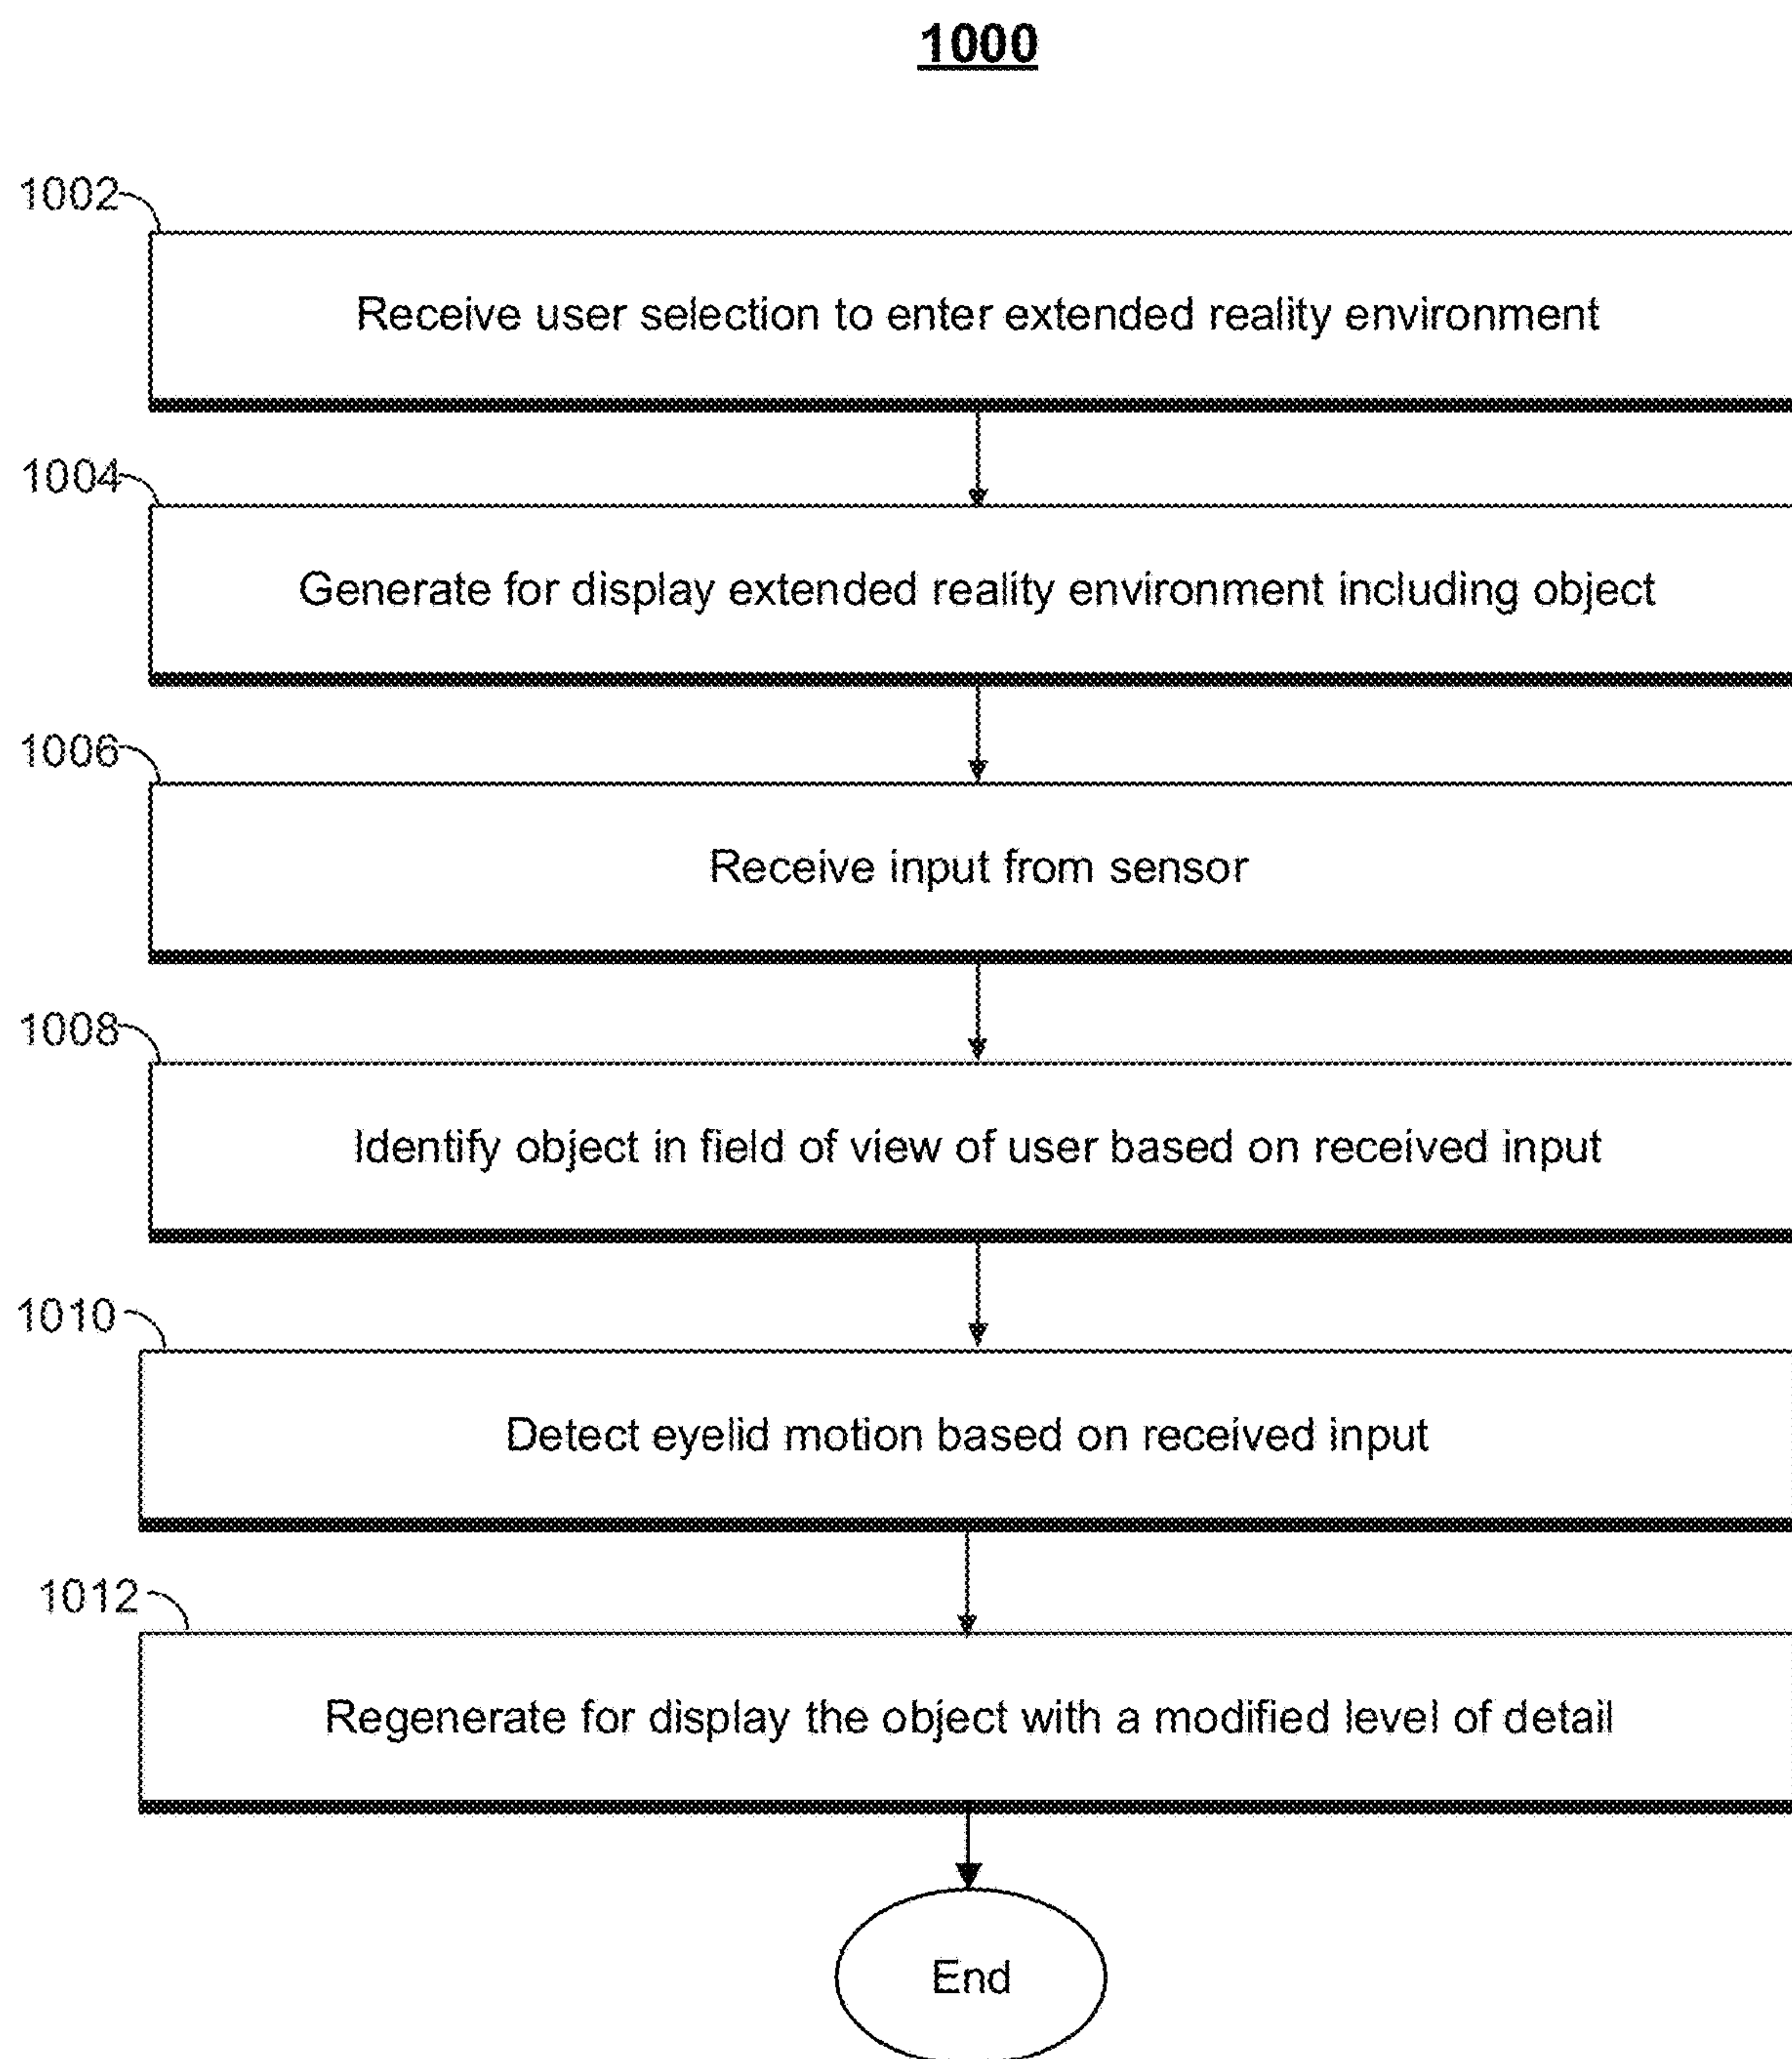 1000
1002
Receive user selection to enter extended reality environment
1004
Generate for display extended reality environment including object
1006
Receive input from sensor
1008
Identify object in field of view of user based on received input
1010
Detect eyelid motion based on received input
1012
Regenerate for display the object with a modified level of detail
End